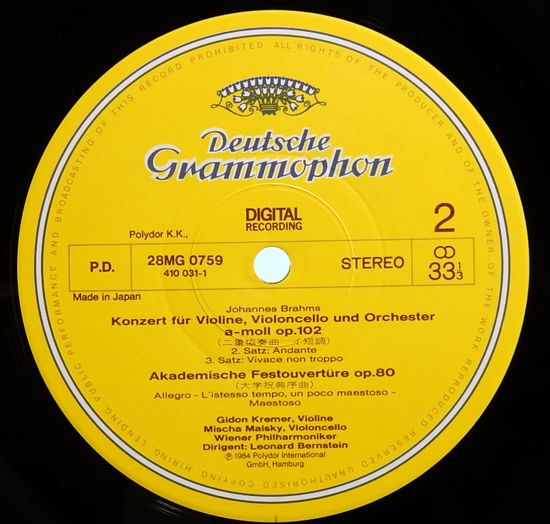 ALL RIGHTS OF THE PRODUCER AND OF THE OWNER OF THE WORK REPRODUCED RESERVED UNAUTHORISED COPYING, HIRING, LENDING, PUBLIC PERFORMANCE AND BROADCASTING OF THIS RECORD PROHIBITED
Deutsche
Grammophon
DIGITAL
RECORDING
2
Polydor K.K.,
P.D.
28MG 0759
410 031-1
STEREO
33 1/3
Made in Japan
Johannes Brahms
Konzert für Violine, Violoncello und Orchester
a-moll op.102
(二重協奏曲 イ短調)
2. Satz: Andante
3. Satz: Vivace non troppo
Akademische Festouvertüre op.80
(大学祝典序曲)
Allegro - L'istesso tempo, un poco maestoso -
Maestoso
Gidon Kremer, Violine
Mischa Maisky, Violoncello
Wiener Philharmoniker
Dirigent: Leonard Bernstein
℗ 1984 Polydor International
GmbH, Hamburg